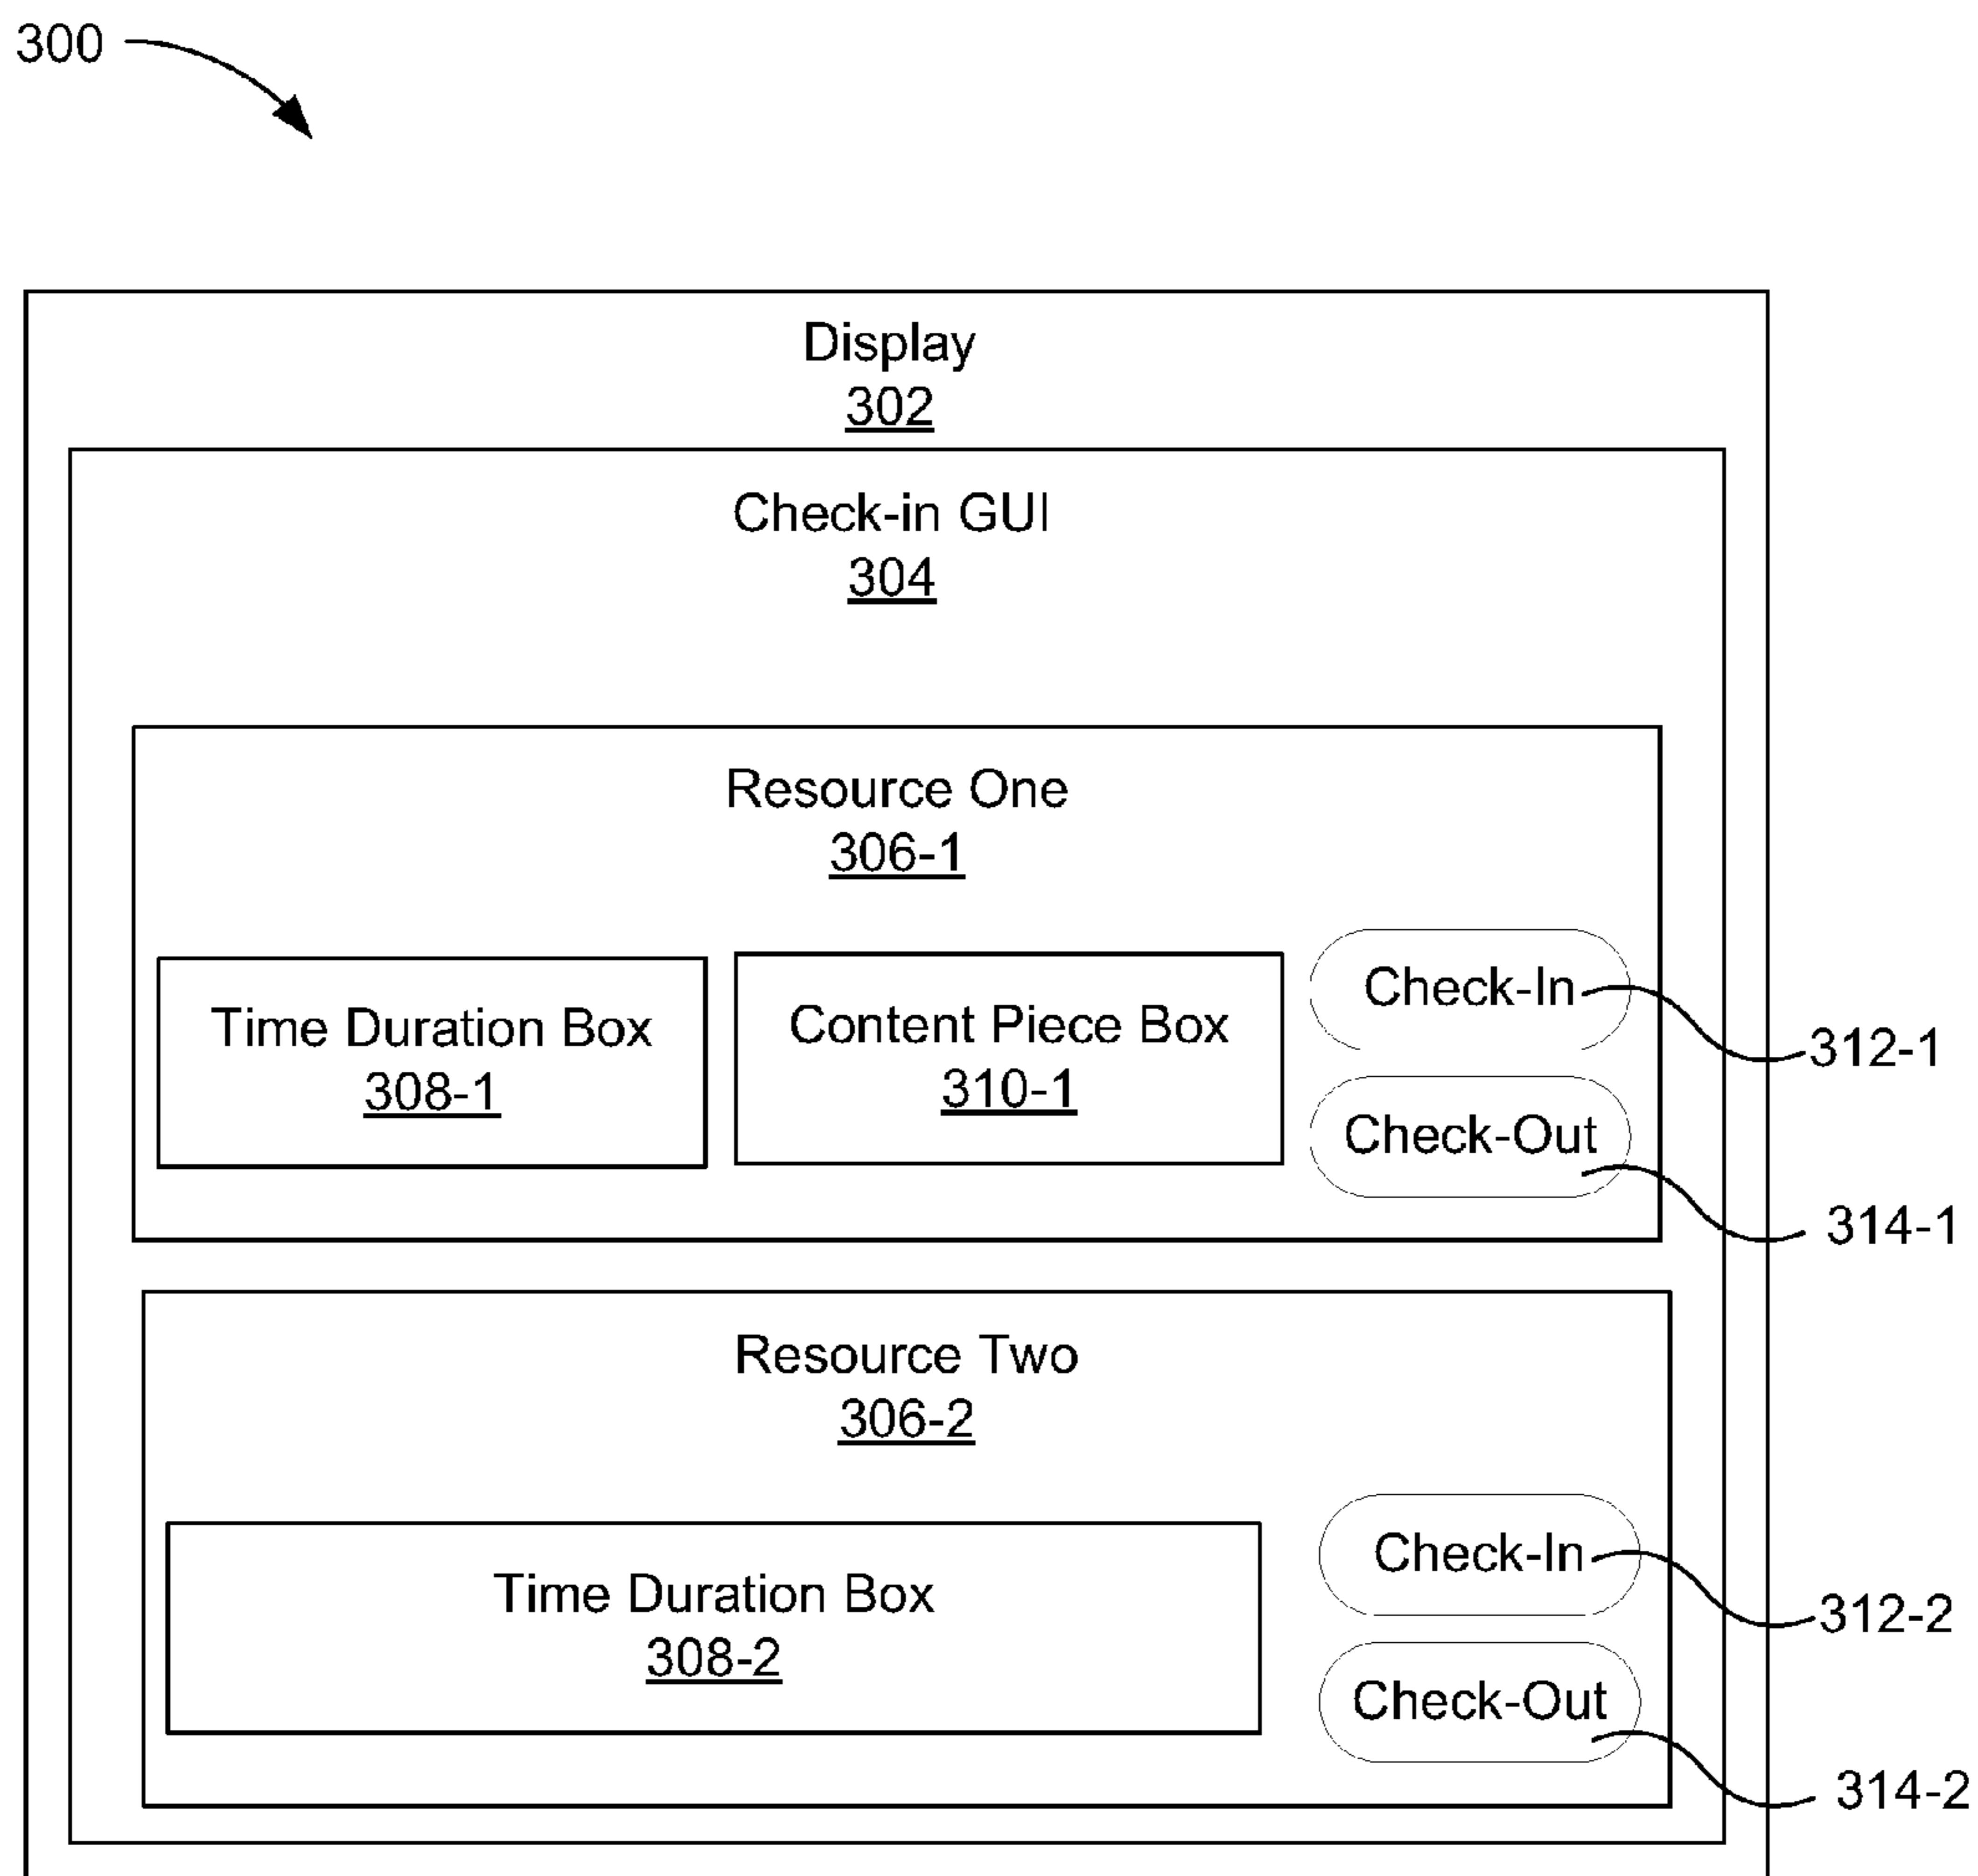 300
Display
302
Check-in GUI
304
Resource One
306-1
Time Duration Box
308-1
Content Piece Box
310-1
Check-In
312-1
Check-Out
314-1
Resource Two
306-2
Time Duration Box
308-2
Check-In
312-2
Check-Out
314-2